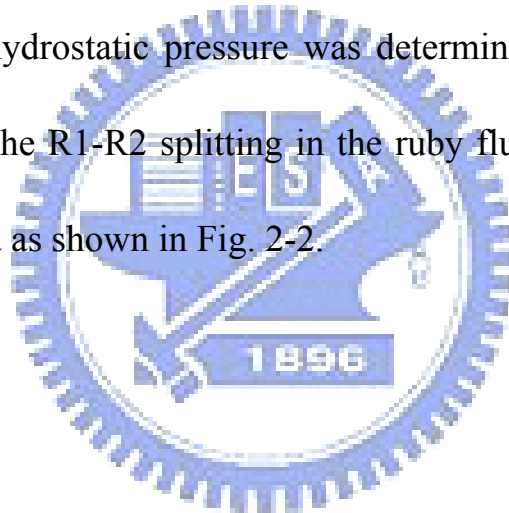 ydrostatic pressure was determin
he R1-R2 splitting in the ruby flu
as shown in Fig. 2-2.
E S
1896